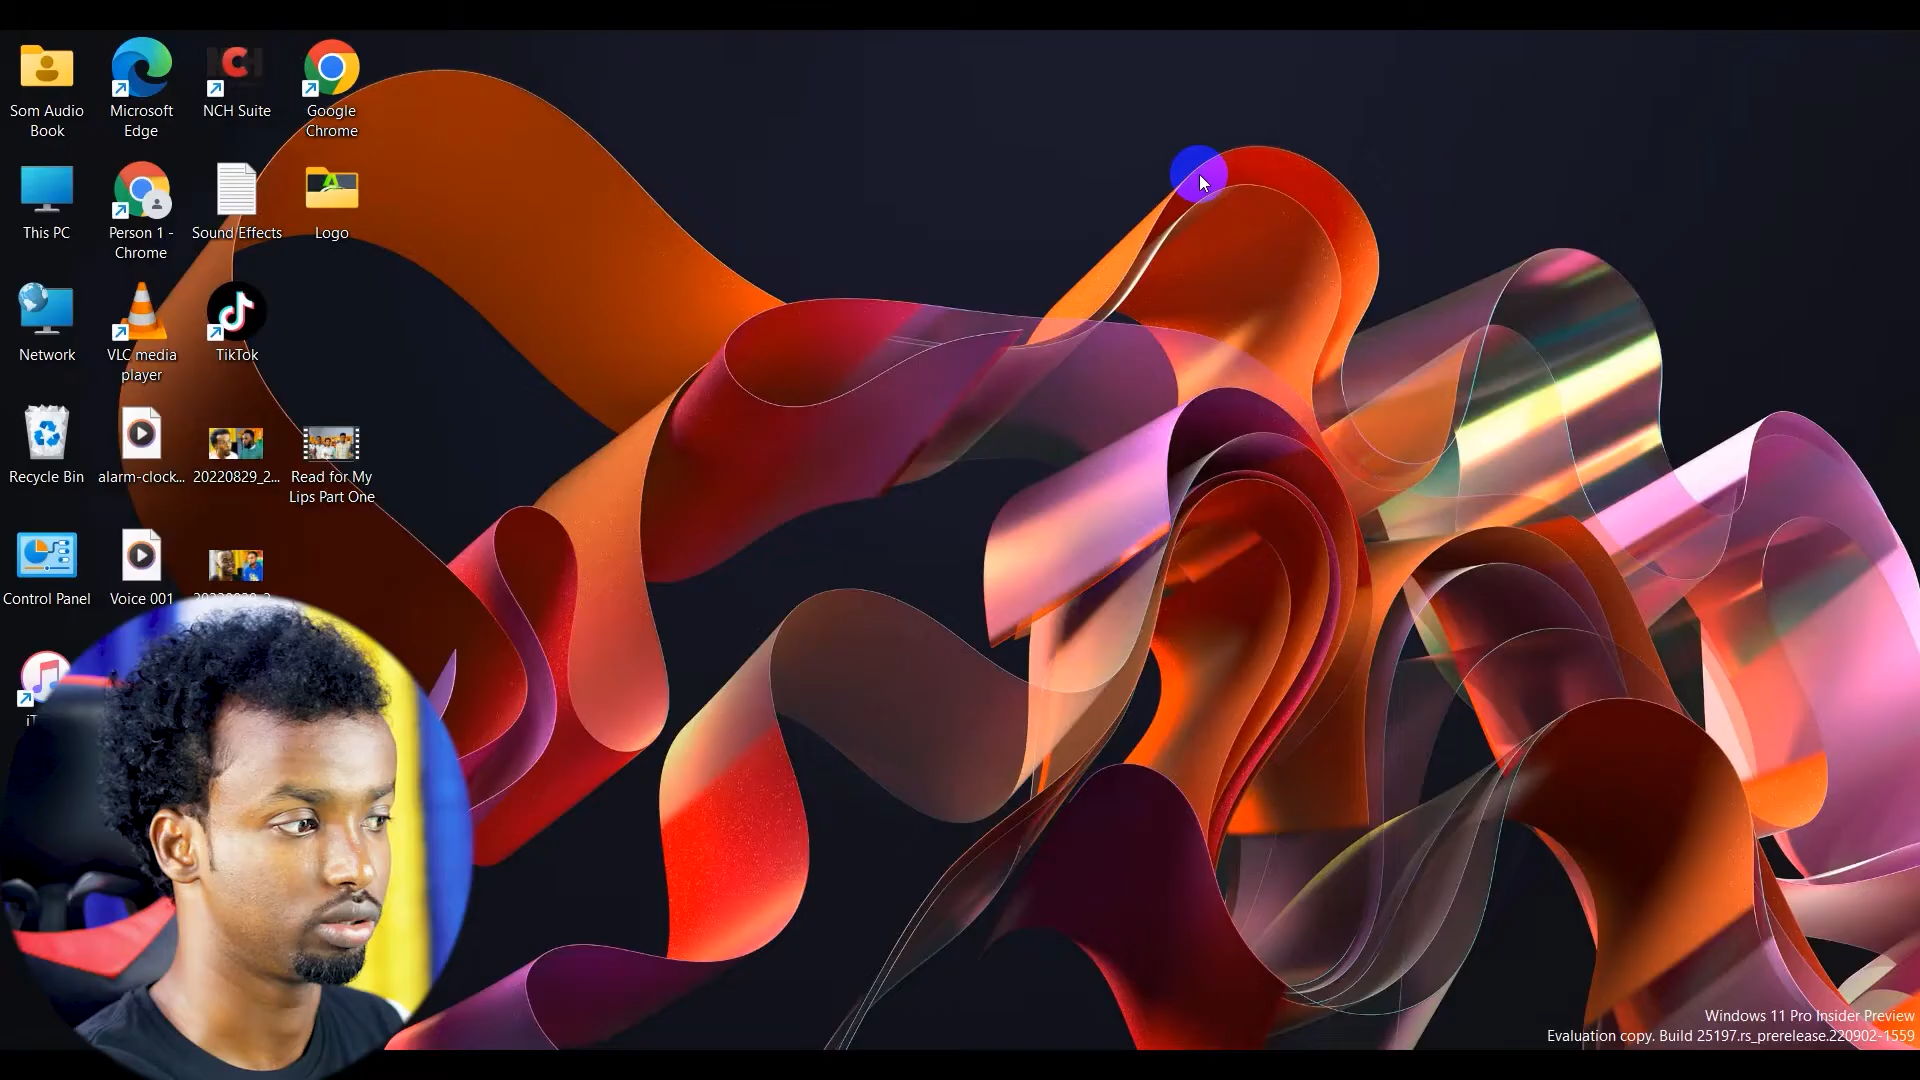 Som Audio
Book
Microsoft
Edge
NCH Suite
Google
Chrome
This PC
Person 1 -
Chrome
Sound Effects
Logo
Network
VLC media
player
TikTok
Recycle Bin
alarm-clock...
20220829_2...
Read for My
Lips Part One
Control Panel
Voice 001
Windows 11 Pro Insider Preview
Evaluation copy. Build 25197.rs_prerelease.220902-1559